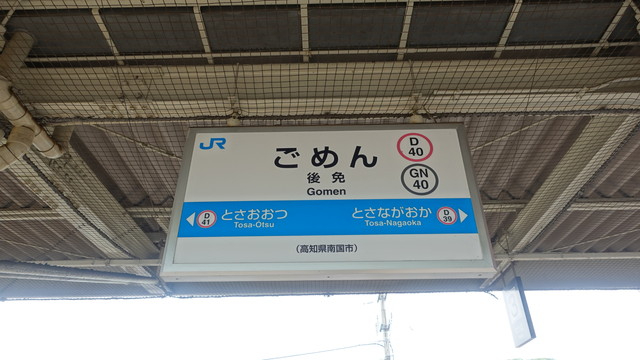 JR
ごめん
後免
Gomen
D
40
GN
40
D
41
とさおおつ
Tosa-Otsu
とさながおか
Tosa-Nagaoka
D
39
(高知県南国市)